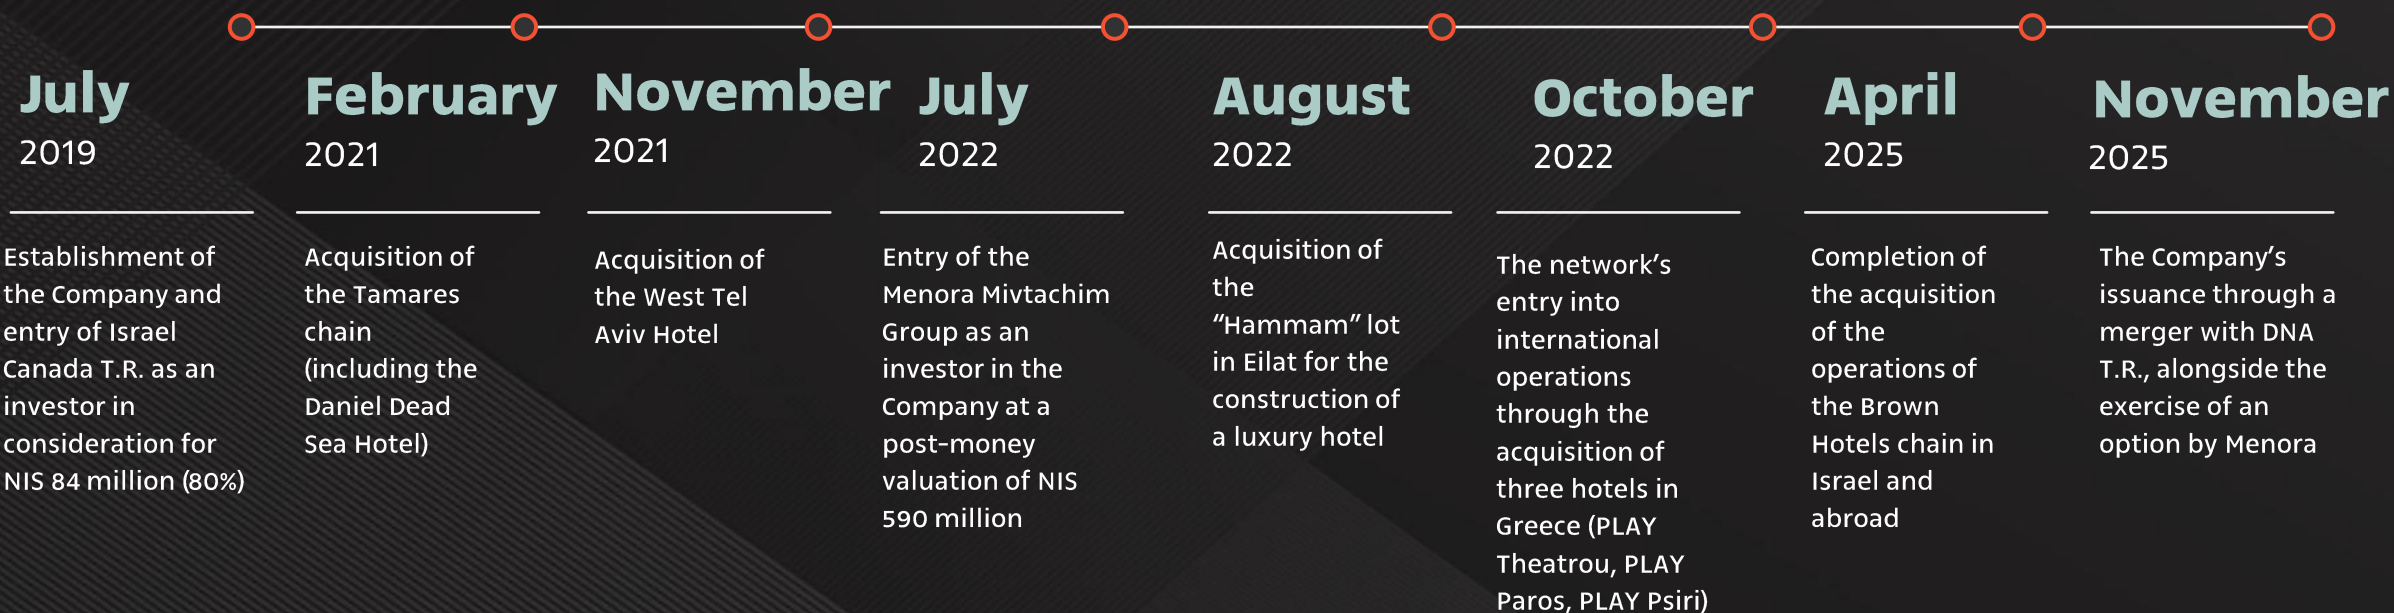 July
2019
Establishment of
the Company and
entry of Israel
Canada T.R. as an
investor in
consideration for
NIS 84 million (80%)
February
2021
Acquisition of
the Tamares
chain
(including the
Daniel Dead
Sea Hotel)
November
2021
Acquisition of
the West Tel
Aviv Hotel
July
2022
Entry of the
Menora Mivtachim
Group as an
investor in the
Company at a
post-money
valuation of NIS
590 million
August
2022
Acquisition of
the
“Hammam” lot
in Eilat for the
construction of
a luxury hotel
October
2022
The network’s
entry into
international
operations
through the
acquisition of
three hotels in
Greece (PLAY
Theatrou, PLAY
Paros, PLAY Psiri)
April
2025
Completion of
the acquisition
of the
operations of
the Brown
Hotels chain in
Israel and
abroad
November
2025
The Company’s
issuance through a
merger with DNA
T.R., alongside the
exercise of an
option by Menora